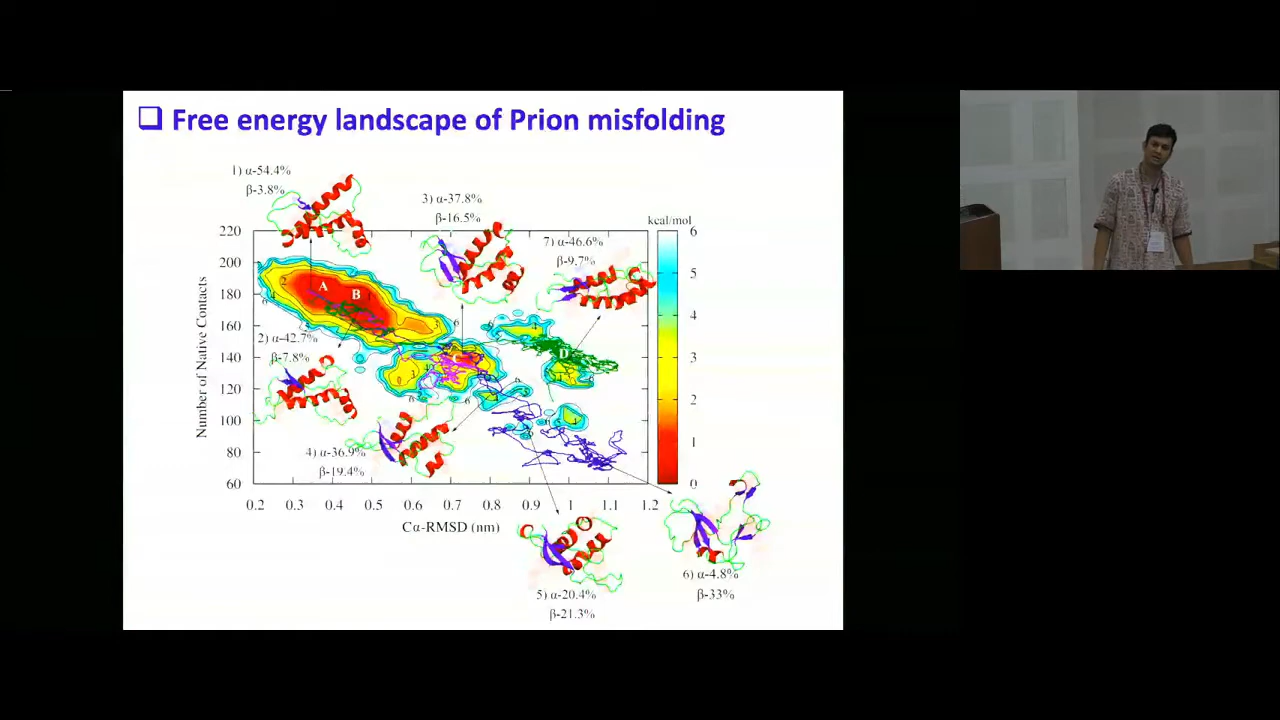 Free energy landscape of Prion misfolding
1) α-54.4%
β-3.8%
3) α-37.8%
β-16.5%
7) α-46.6%
β-9.7%
kcal/mol
220
200
180
160
140
120
100
80
60
Number of Native Contacts
A
B
C
D
2) α-42.7%
β-7.8%
4) α-36.9%
β-19.4%
6
5
4
3
2
1
0
0.2 0.3 0.4 0.5 0.6 0.7 0.8 0.9 1 1.1 1.2
Cα-RMSD (nm)
5) α-20.4%
β-21.3%
6) α-4.8%
β-33%